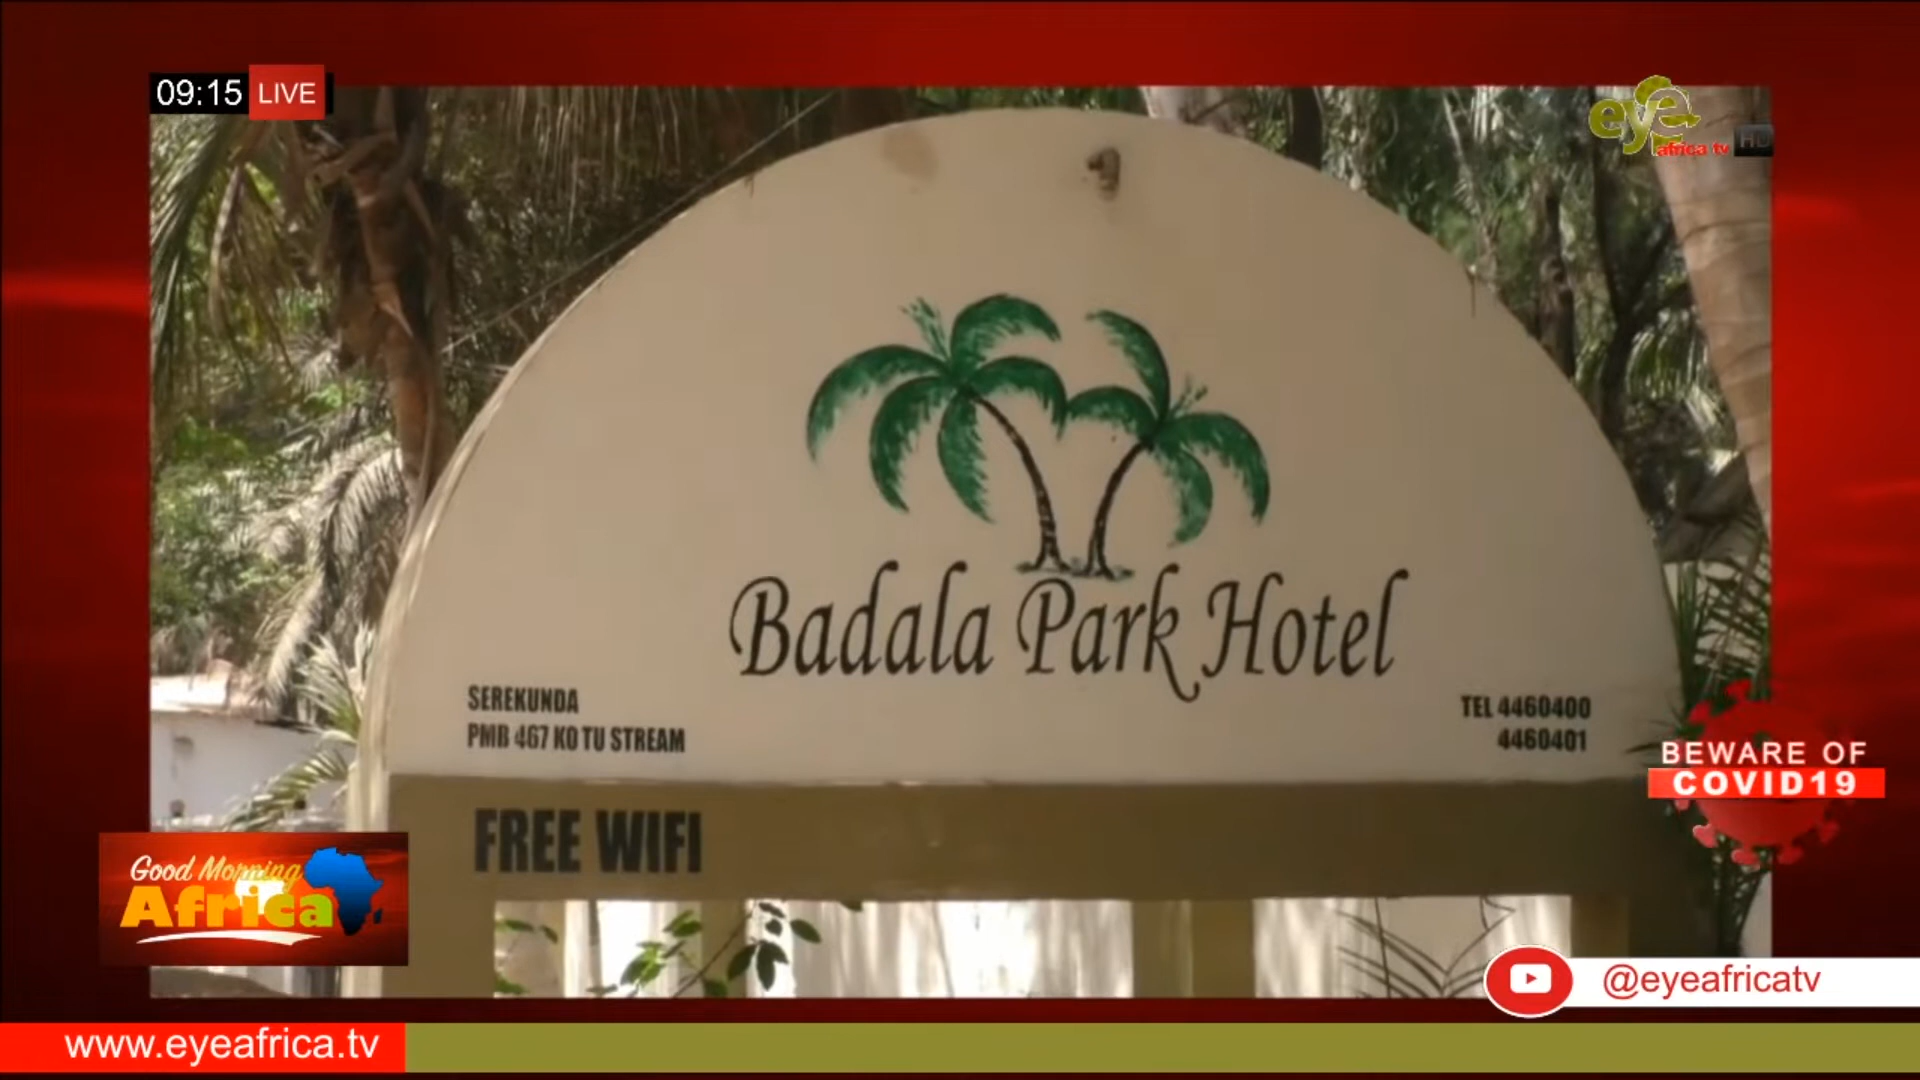 09:15 LIVE
eye
africa tv HD
Badala Park Hotel
SEREKUNDA
PMB 467 KO TU STREAM
TEL 4460400
4460401
FREE WIFI
BEWARE OF
COVID19
Good Morning
Africa
@eyeafricatv
www.eyeafrica.tv